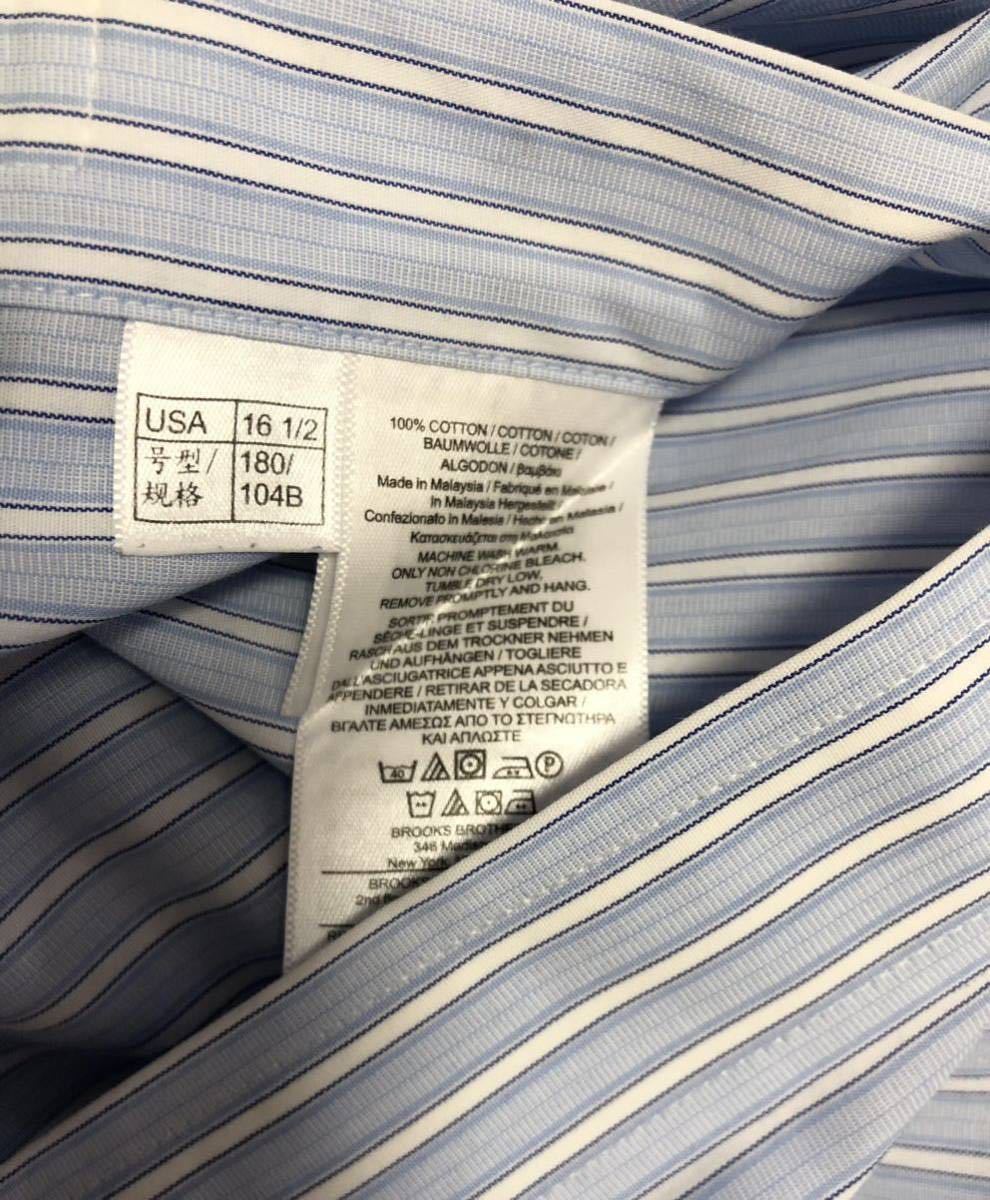 USA 16 1/2
号型/ 180/
规格 104B
100% COTTON / COTTON / COTON /
BAUMWOLLE / COTONE /
ALGODON / βαμβάκι
Made in Malaysia / Fabriqué en Malaisie /
In Malaysia Hergestellt /
Confezionato in Malesia / Hecho en Malasia /
Κατασκευάζεται στη Μαλαισία
MACHINE WASH WARM.
ONLY NON CHLORINE BLEACH.
TUMBLE DRY LOW,
REMOVE PROMPTLY AND HANG.
SORTIR PROMPTEMENT DU
SÈCHE-LINGE ET SUSPENDRE /
RASCH AUS DEM TROCKNER NEHMEN
UND AUFHÄNGEN / TOGLIERE
DALL'ASCIUGATRICE APPENA ASCIUTTO E
APPENDERE / RETIRAR DE LA SECADORA
INMEDIATAMENTE Y COLGAR /
ΒΓΑΛΤΕ ΑΜΕΣΩΣ ΑΠΟ ΤΟ ΣΤΕΓΝΩΤΗΡΑ
ΚΑΙ ΑΠΛΩΣΤΕ
40 P
BROOKS
346
New York,
2nd